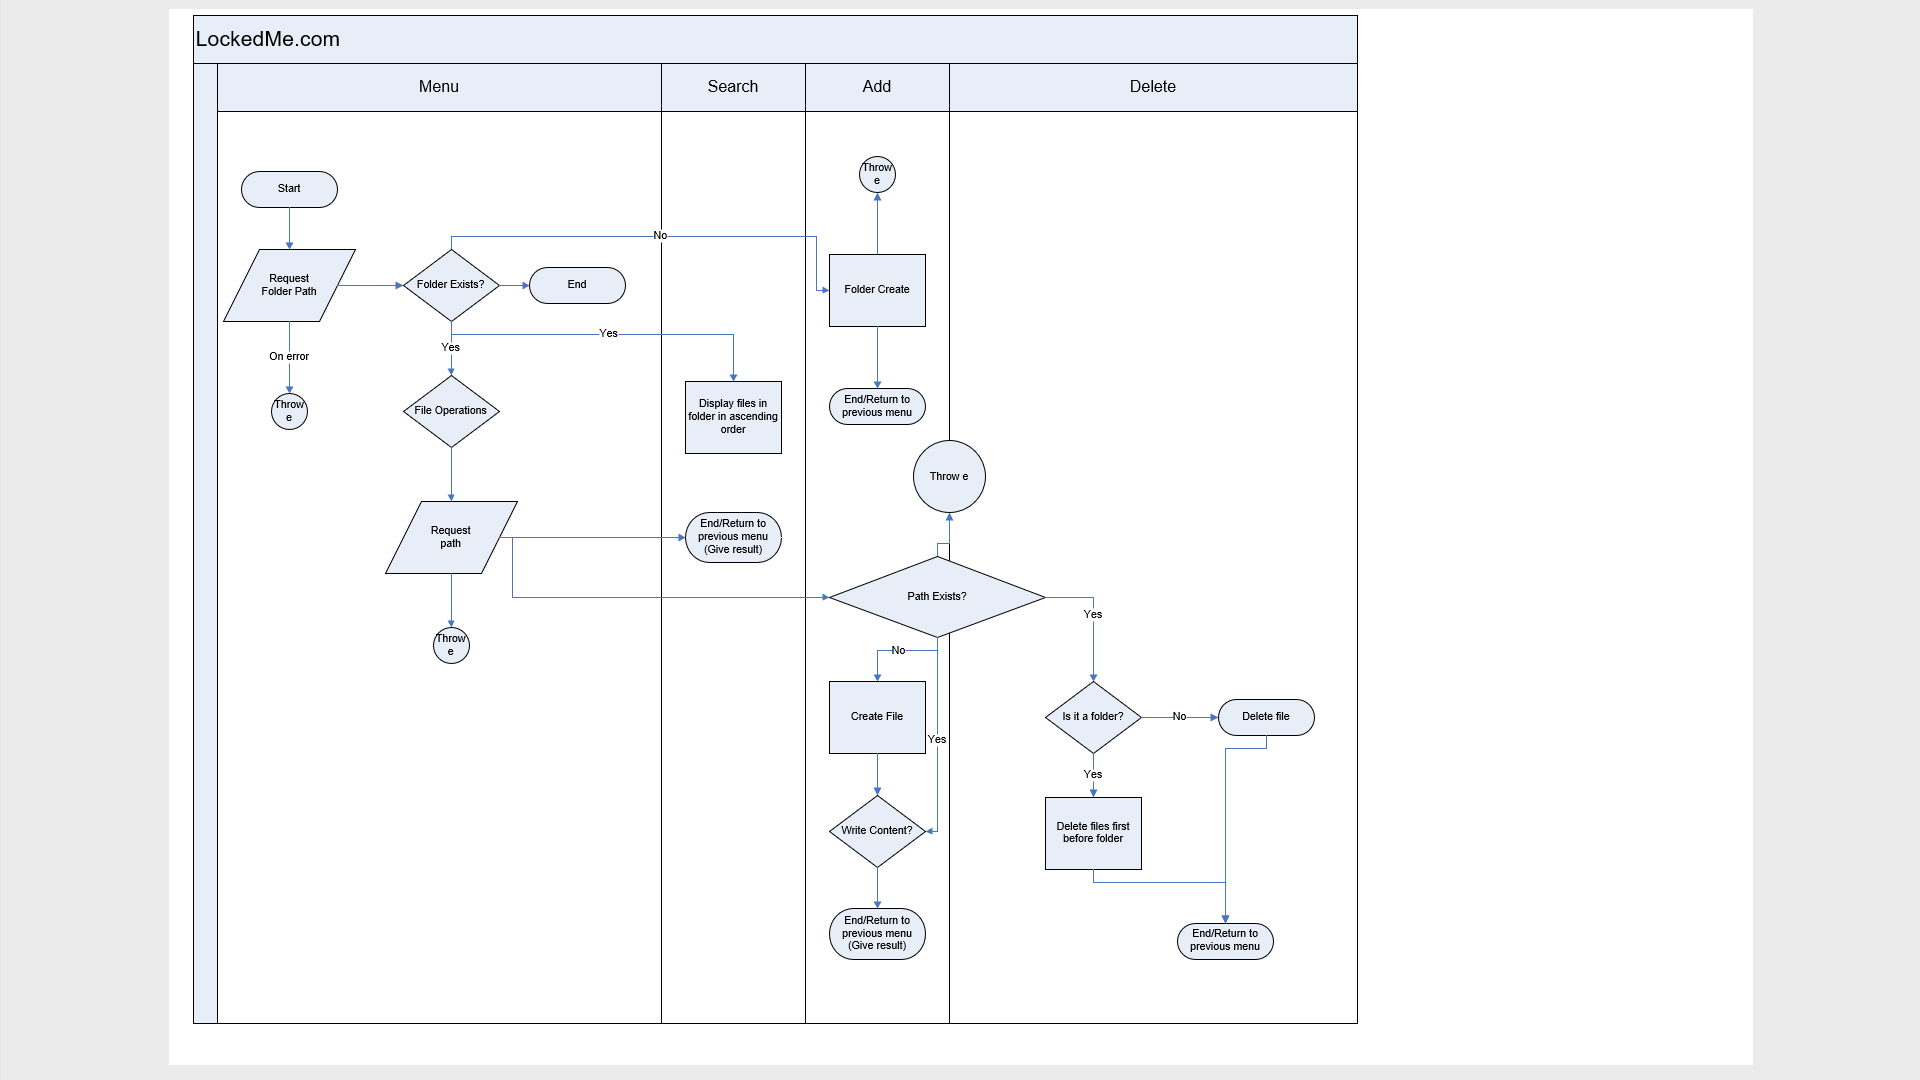 LockedMe.com
Menu
Search
Add
Delete
Throw
e
Start
No
Request
Folder Path
Folder Exists?
End
Folder Create
Yes
Yes
On error
Throw
e
File Operations
Display files in
folder in ascending
order
End/Return to
previous menu
Throw e
Request
path
End/Return to
previous menu
(Give result)
Path Exists?
Yes
Throw
e
No
Create File
Yes
Is it a folder?
No
Delete file
Yes
Write Content?
Delete files first
before folder
End/Return to
previous menu
(Give result)
End/Return to
previous menu